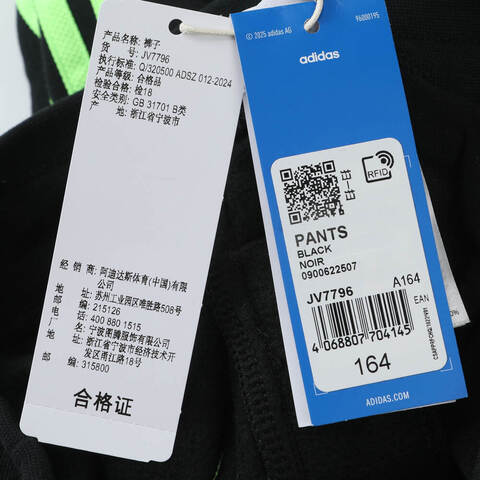 产品名称: 裤子
货 号: JV7796
执行标准: Q/320500 ADSZ 012-2024
产品等级: 合格品
检验合格: 检18
安全类别: GB 31701 B类
产 地: 浙江省宁波市
经 销 商: 阿迪达斯体育(中国)有限公司
地 址: 苏州工业园区唯胜路508号
邮 编: 215126
电 话: 400 880 1515
厂 名: 宁波图腾服饰有限公司
地 址: 浙江省宁波市经济技术开发区甬江路18号
邮 编: 315800
合格证
© 2025 adidas AG
96000195
adidas
RFID
PANTS
BLACK
NOIR
0900622507
JV7796 A164
EAN
4 068807 704145
164
ADIDAS.COM